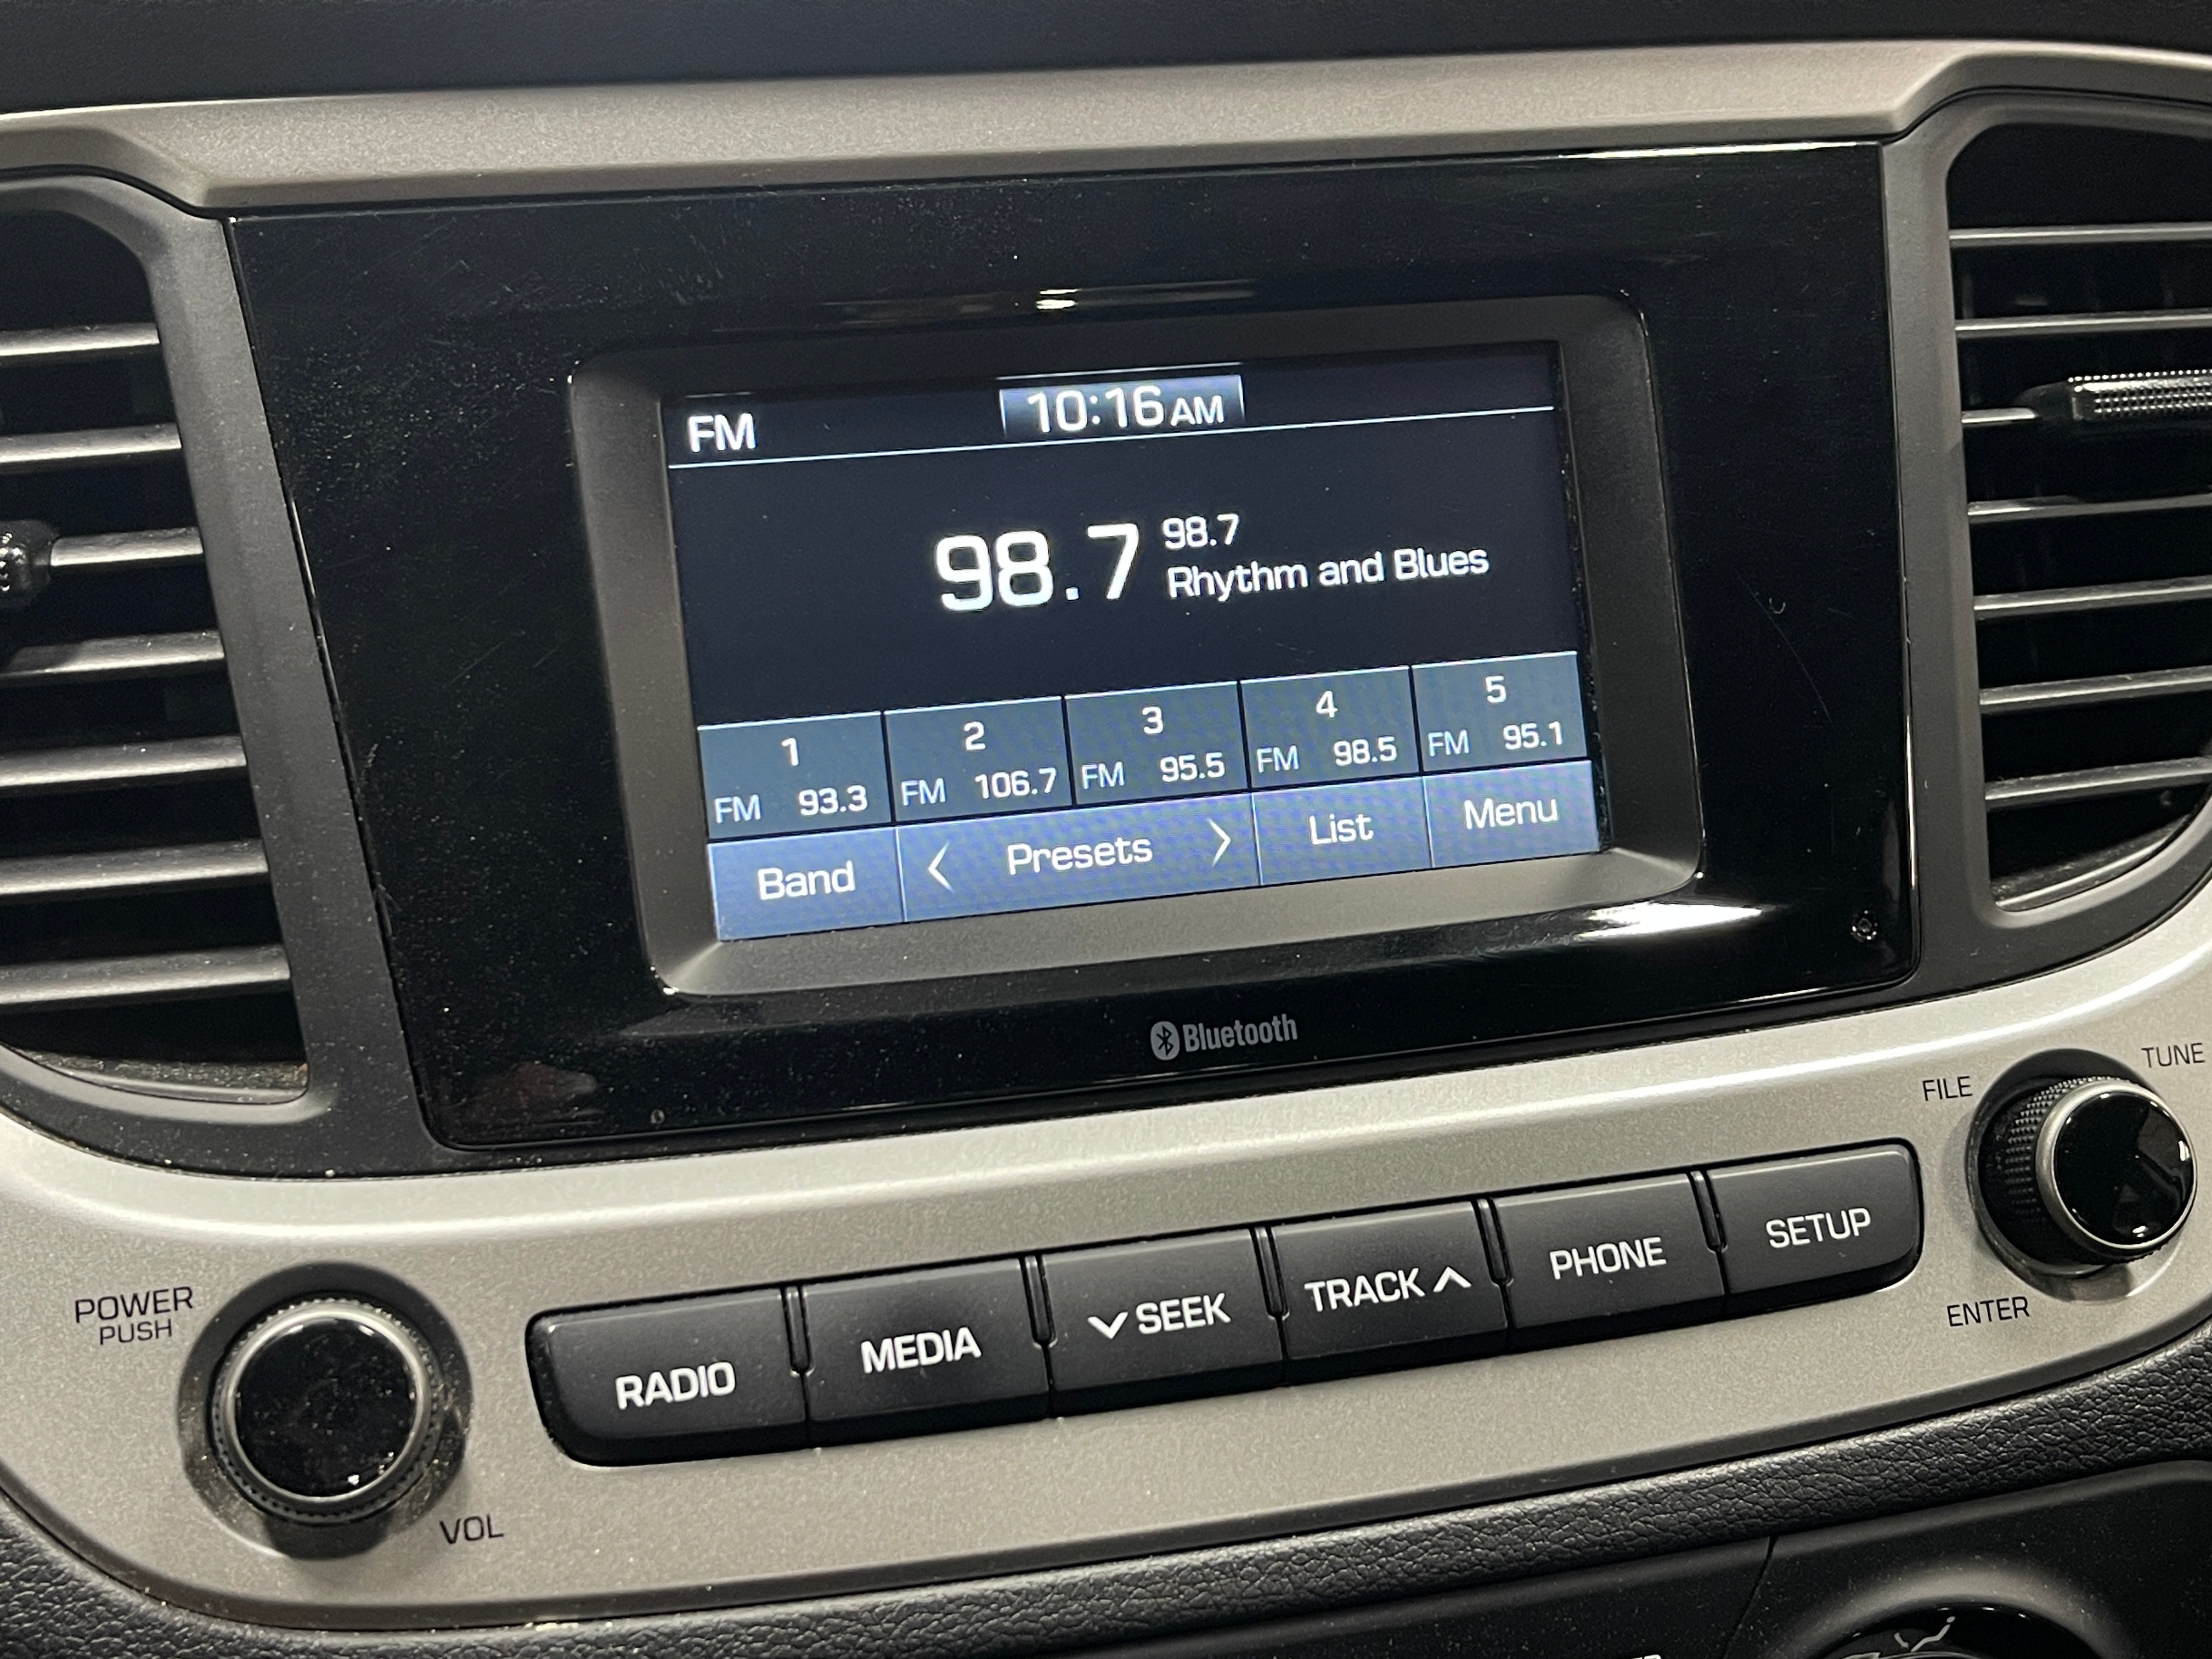 FM
10:16 AM
98.7
98.7
Rhythm and Blues
1
FM 93.3
2
FM 106.7
3
FM 95.5
4
FM 98.5
5
FM 95.1
Band
< Presets >
List
Menu
Bluetooth
POWER
PUSH
VOL
RADIO
MEDIA
SEEK
TRACK
PHONE
SETUP
FILE
TUNE
ENTER